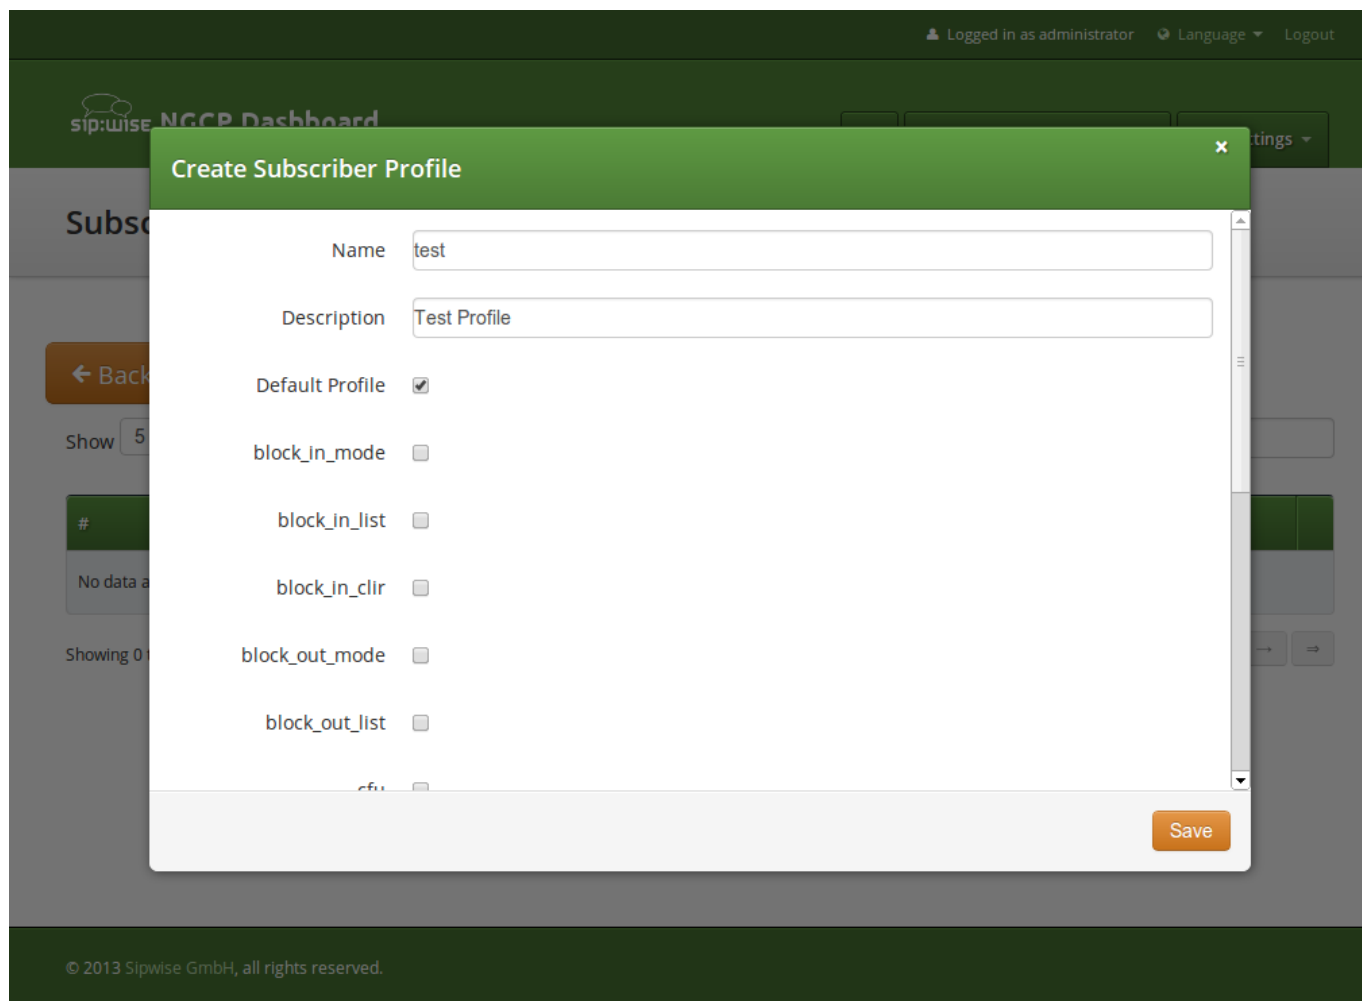 Logged in as administrator Language Logout
sip:wise NGCP Dashboard
tings
Create Subscriber Profile ×
Subsc
Name test
Description Test Profile
← Back
Default Profile
Show 5
block_in_mode
#
block_in_list
No data a
block_in_clir
Showing 0 t
block_out_mode
→ ⇒
block_out_list
cfu
Save
© 2013 Sipwise GmbH, all rights reserved.